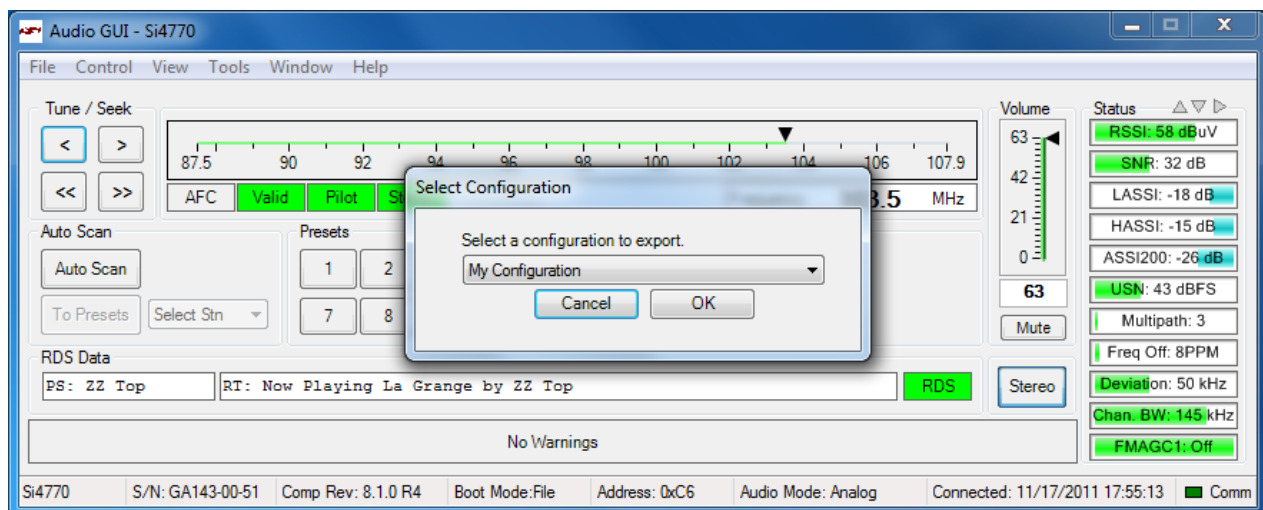 Audio GUI - Si4770
File Control View Tools Window Help
Tune / Seek
<
>
<<
>>
87.5 90 92 94 96 98 100 102 104 106 107.9
AFC Valid Pilot
MHz
Auto Scan
Auto Scan
To Presets
Select Stn
Presets
1
2
7
8
Select Configuration
Select a configuration to export.
My Configuration
Cancel
OK
Volume
63
42
21
0
63
Mute
Stereo
Status
RSSI: 58 dBuV
SNR: 32 dB
LASSI: -18 dB
HASSI: -15 dB
ASSI200: -26 dB
USN: 43 dBFS
Multipath: 3
Freq Off: 8PPM
Deviation: 50 kHz
Chan. BW: 145 kHz
FMAGC1: Off
RDS Data
PS: ZZ Top
RT: Now Playing La Grange by ZZ Top
RDS
No Warnings
Si4770 S/N: GA143-00-51 Comp Rev: 8.1.0 R4 Boot Mode:File Address: 0xC6 Audio Mode: Analog Connected: 11/17/2011 17:55:13 Comm